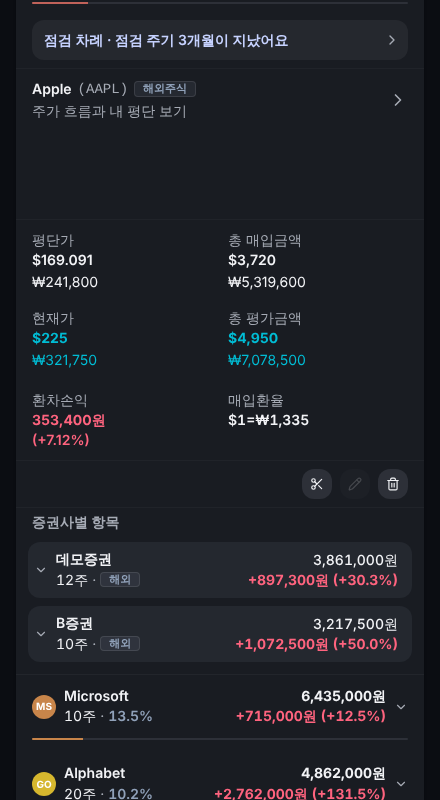 점검 차례 · 점검 주기 3개월이 지났어요
Apple (AAPL) 해외주식
주가 흐름과 내 평단 보기
평단가
$169.091
₩241,800
총 매입금액
$3,720
₩5,319,600
현재가
$225
₩321,750
총 평가금액
$4,950
₩7,078,500
환차손익
353,400원
(+7.12%)
매입환율
$1=₩1,335
증권사별 항목
데모증권
3,861,000원
12주 · 해외
+897,300원 (+30.3%)
B증권
3,217,500원
10주 · 해외
+1,072,500원 (+50.0%)
MS
Microsoft
6,435,000원
10주 · 13.5%
+715,000원 (+12.5%)
GO
Alphabet
4,862,000원
20주 · 10.2%
+2,762,000원 (+131.5%)